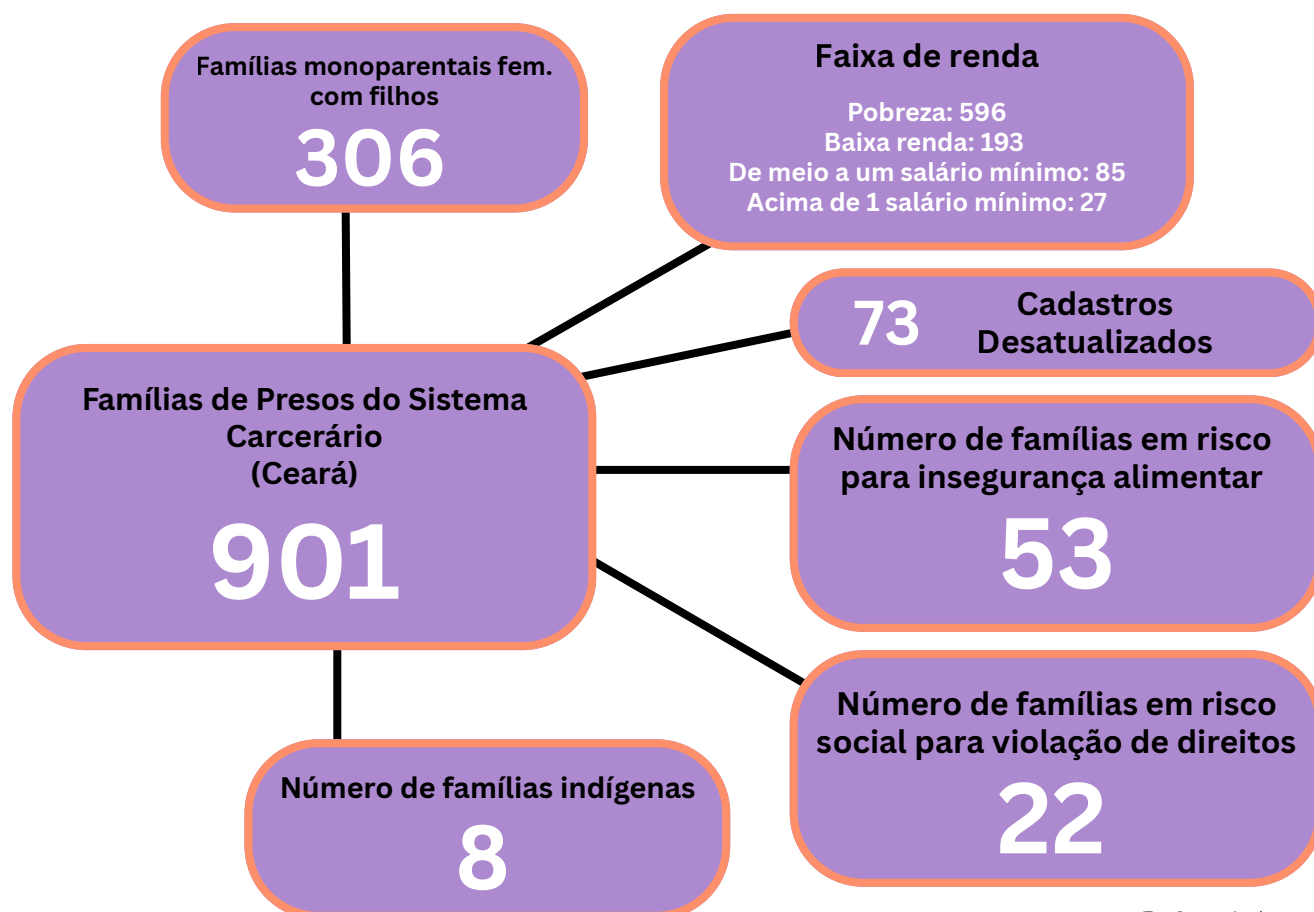 Famílias monoparentais fem.
com filhos
306
Faixa de renda
Pobreza: 596
Baixa renda: 193
De meio a um salário mínimo: 85
Acima de 1 salário mínimo: 27
73
Cadastros
Desatualizados
Famílias de Presos do Sistema
Carcerário
(Ceará)
901
Número de famílias em risco
para insegurança alimentar
53
Número de famílias em risco
social para violação de direitos
22
Número de famílias indígenas
8